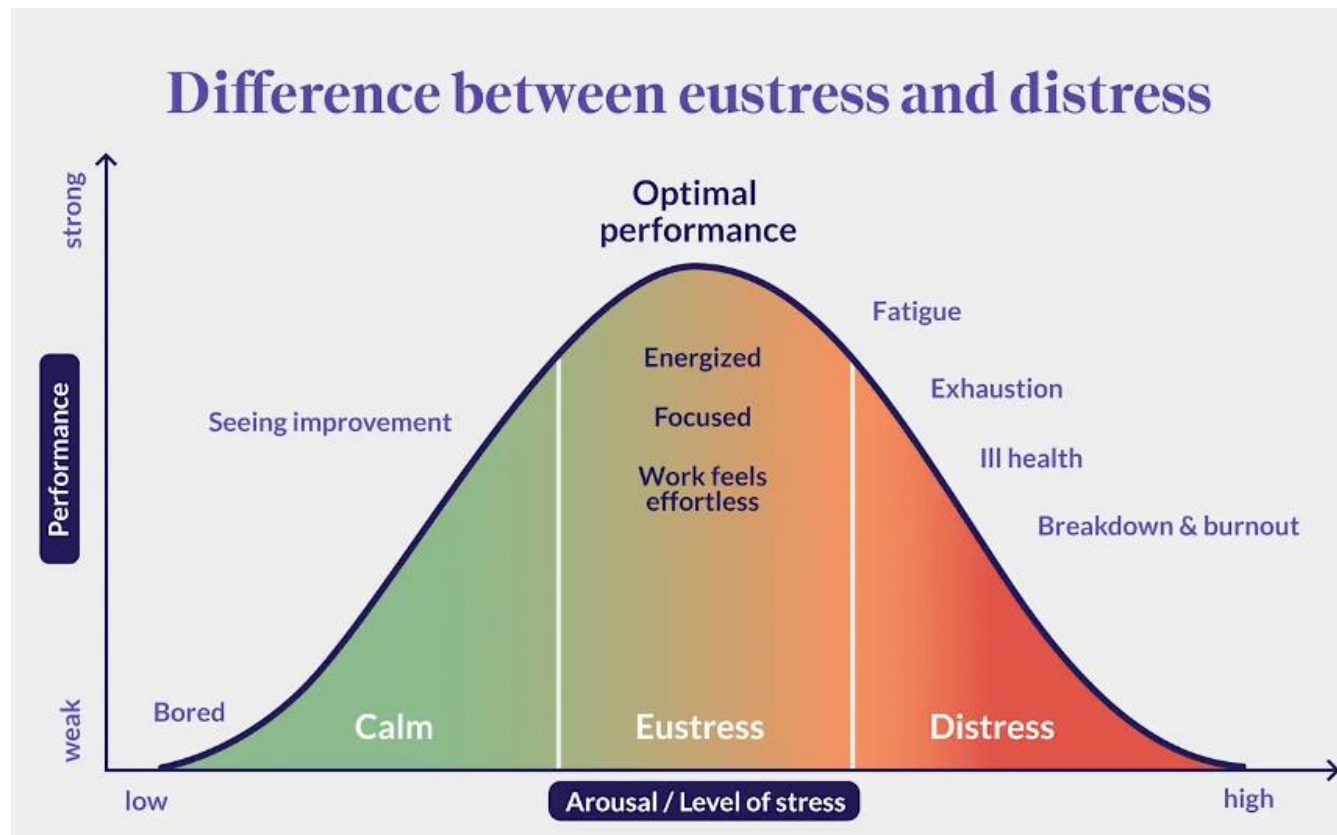 Difference between eustress and distress
strong
Optimal
performance
Fatigue
Energized
Exhaustion
Performance
Focused
Seeing improvement
Ill health
Work feels
effortless
Breakdown & burnout
weak
Bored
Calm
Eustress
Distress
low
Arousal / Level of stress
high